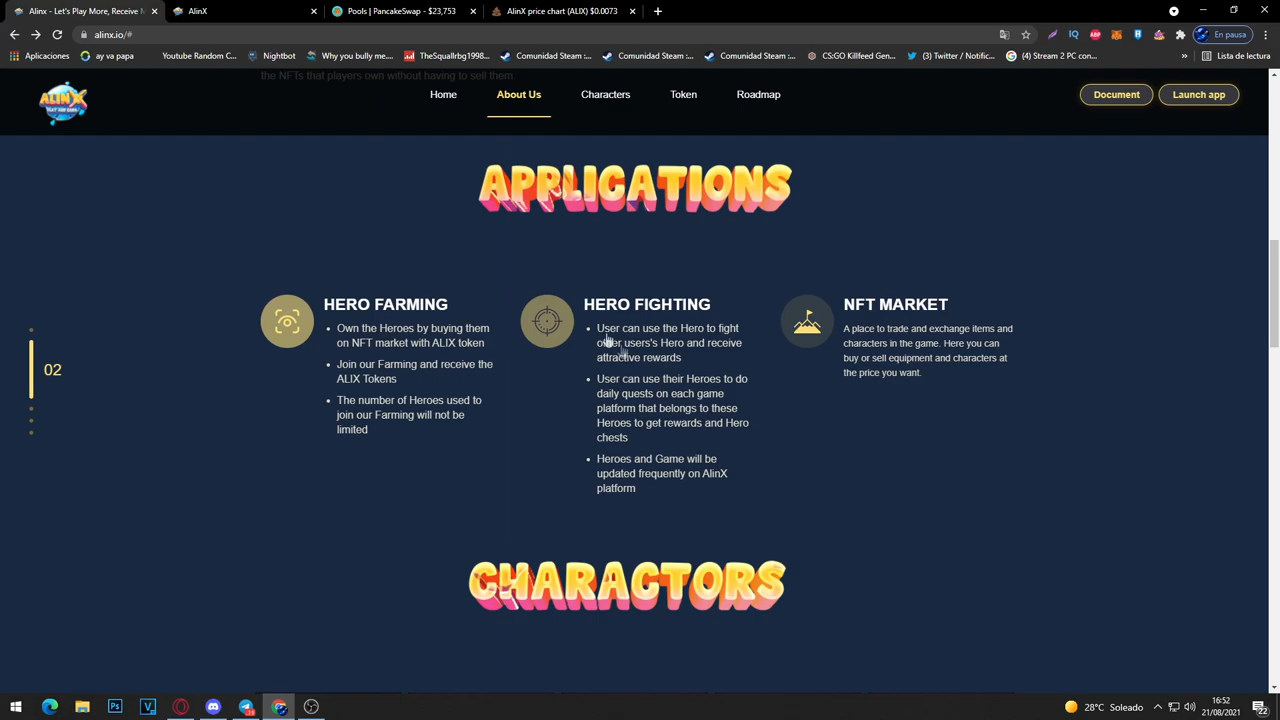 Alinx - Let's Play More, Receive M
AlinX
Pools | PancakeSwap - $23,753
AlinX price chart (ALIX) $0.0073
alinx.io/#
En pausa
Aplicaciones
ay va papa
Youtube Random C...
Nightbot
Why you bully me?...
TheSquallrbg1998...
Comunidad Steam :...
Comunidad Steam :...
Comunidad Steam :...
CS:GO Killfeed Gen...
(3) Twitter / Notific...
(4) Stream 2 PC con...
»
Lista de lectura
the NFTs that players own without having to sell them.
ALINX
Home
About Us
Characters
Token
Roadmap
Document
Launch app
APPLICATIONS
02
HERO FARMING
• Own the Heroes by buying them
on NFT market with ALIX token
• Join our Farming and receive the
ALIX Tokens
• The number of Heroes used to
join our Farming will not be
limited
HERO FIGHTING
• User can use the Hero to fight
other users's Hero and receive
attractive rewards
• User can use their Heroes to do
daily quests on each game
platform that belongs to these
Heroes to get rewards and Hero
chests
• Heroes and Game will be
updated frequently on AlinX
platform
NFT MARKET
A place to trade and exchange items and
characters in the game. Here you can
buy or sell equipment and characters at
the price you want.
CHARACTORS
28°C Soleado
16:52
21/08/2021
22